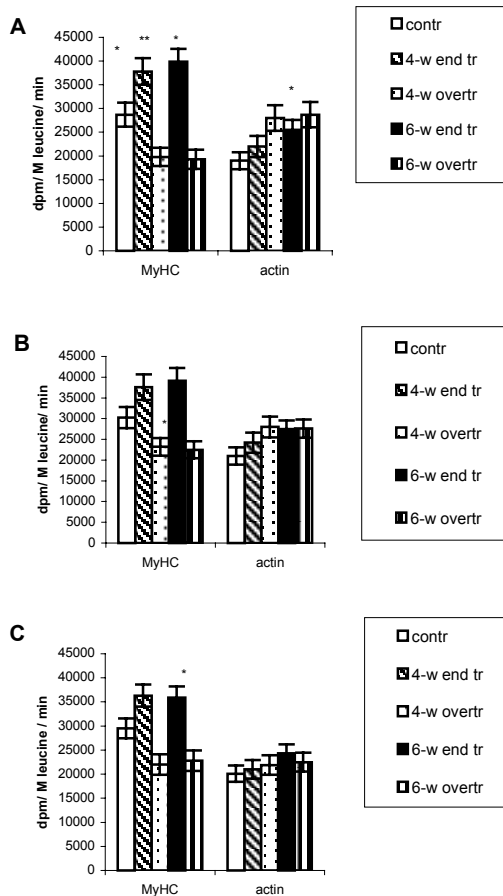 A
dpm/ M leucine/ min
45000
40000
35000
30000
25000
20000
15000
10000
5000
0
* ** * *
MyHC actin
contr
4-w end tr
4-w overtr
6-w end tr
6-w overtr
B
dpm/ M leucine/ min
45000
40000
35000
30000
25000
20000
15000
10000
5000
0
*
MyHC actin
contr
4-w end tr
4-w overtr
6-w end tr
6-w overtr
C
dpm/ M leucine / min
45000
40000
35000
30000
25000
20000
15000
10000
5000
0
*
MyHC actin
contr
4-w end tr
4-w overtr
6-w end tr
6-w overtr